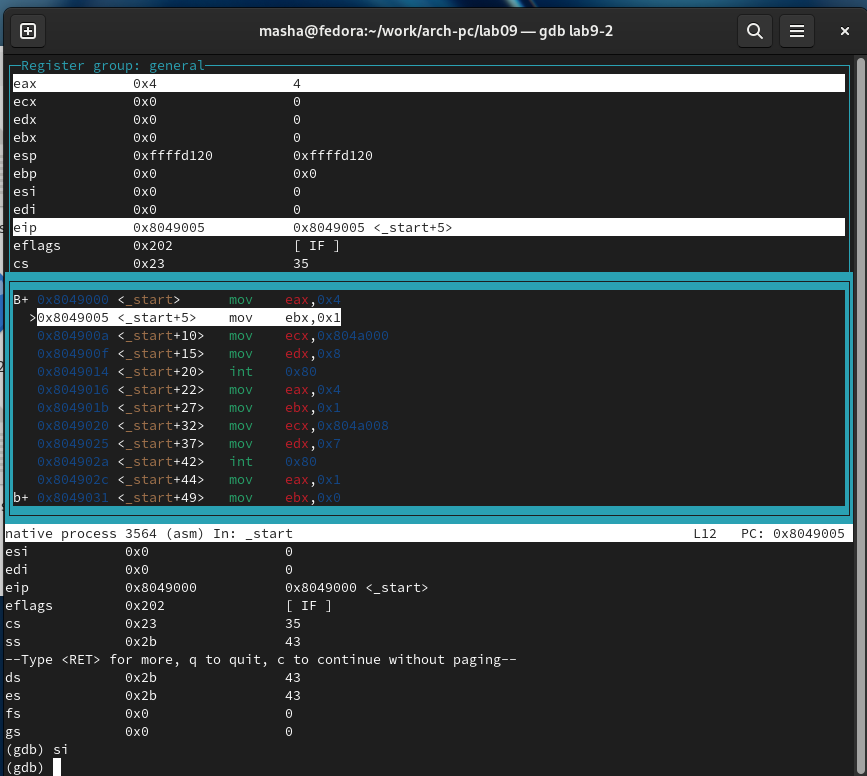 masha@fedora:~/work/arch-pc/lab09 — gdb lab9-2
Register group: general
eax 0x4 4
ecx 0x0 0
edx 0x0 0
ebx 0x0 0
esp 0xffffd120 0xffffd120
ebp 0x0 0x0
esi 0x0 0
edi 0x0 0
eip 0x8049005 0x8049005 <_start+5>
eflags 0x202 [ IF ]
cs 0x23 35
B+ 0x8049000 <_start> mov eax,0x4
>0x8049005 <_start+5> mov ebx,0x1
0x804900a <_start+10> mov ecx,0x804a000
0x804900f <_start+15> mov edx,0x8
0x8049014 <_start+20> int 0x80
0x8049016 <_start+22> mov eax,0x4
0x804901b <_start+27> mov ebx,0x1
0x8049020 <_start+32> mov ecx,0x804a008
0x8049025 <_start+37> mov edx,0x7
0x804902a <_start+42> int 0x80
0x804902c <_start+44> mov eax,0x1
b+ 0x8049031 <_start+49> mov ebx,0x0
native process 3564 (asm) In: _start L12 PC: 0x8049005
esi 0x0 0
edi 0x0 0
eip 0x8049000 0x8049000 <_start>
eflags 0x202 [ IF ]
cs 0x23 35
ss 0x2b 43
--Type <RET> for more, q to quit, c to continue without paging--
ds 0x2b 43
es 0x2b 43
fs 0x0 0
gs 0x0 0
(gdb) si
(gdb)